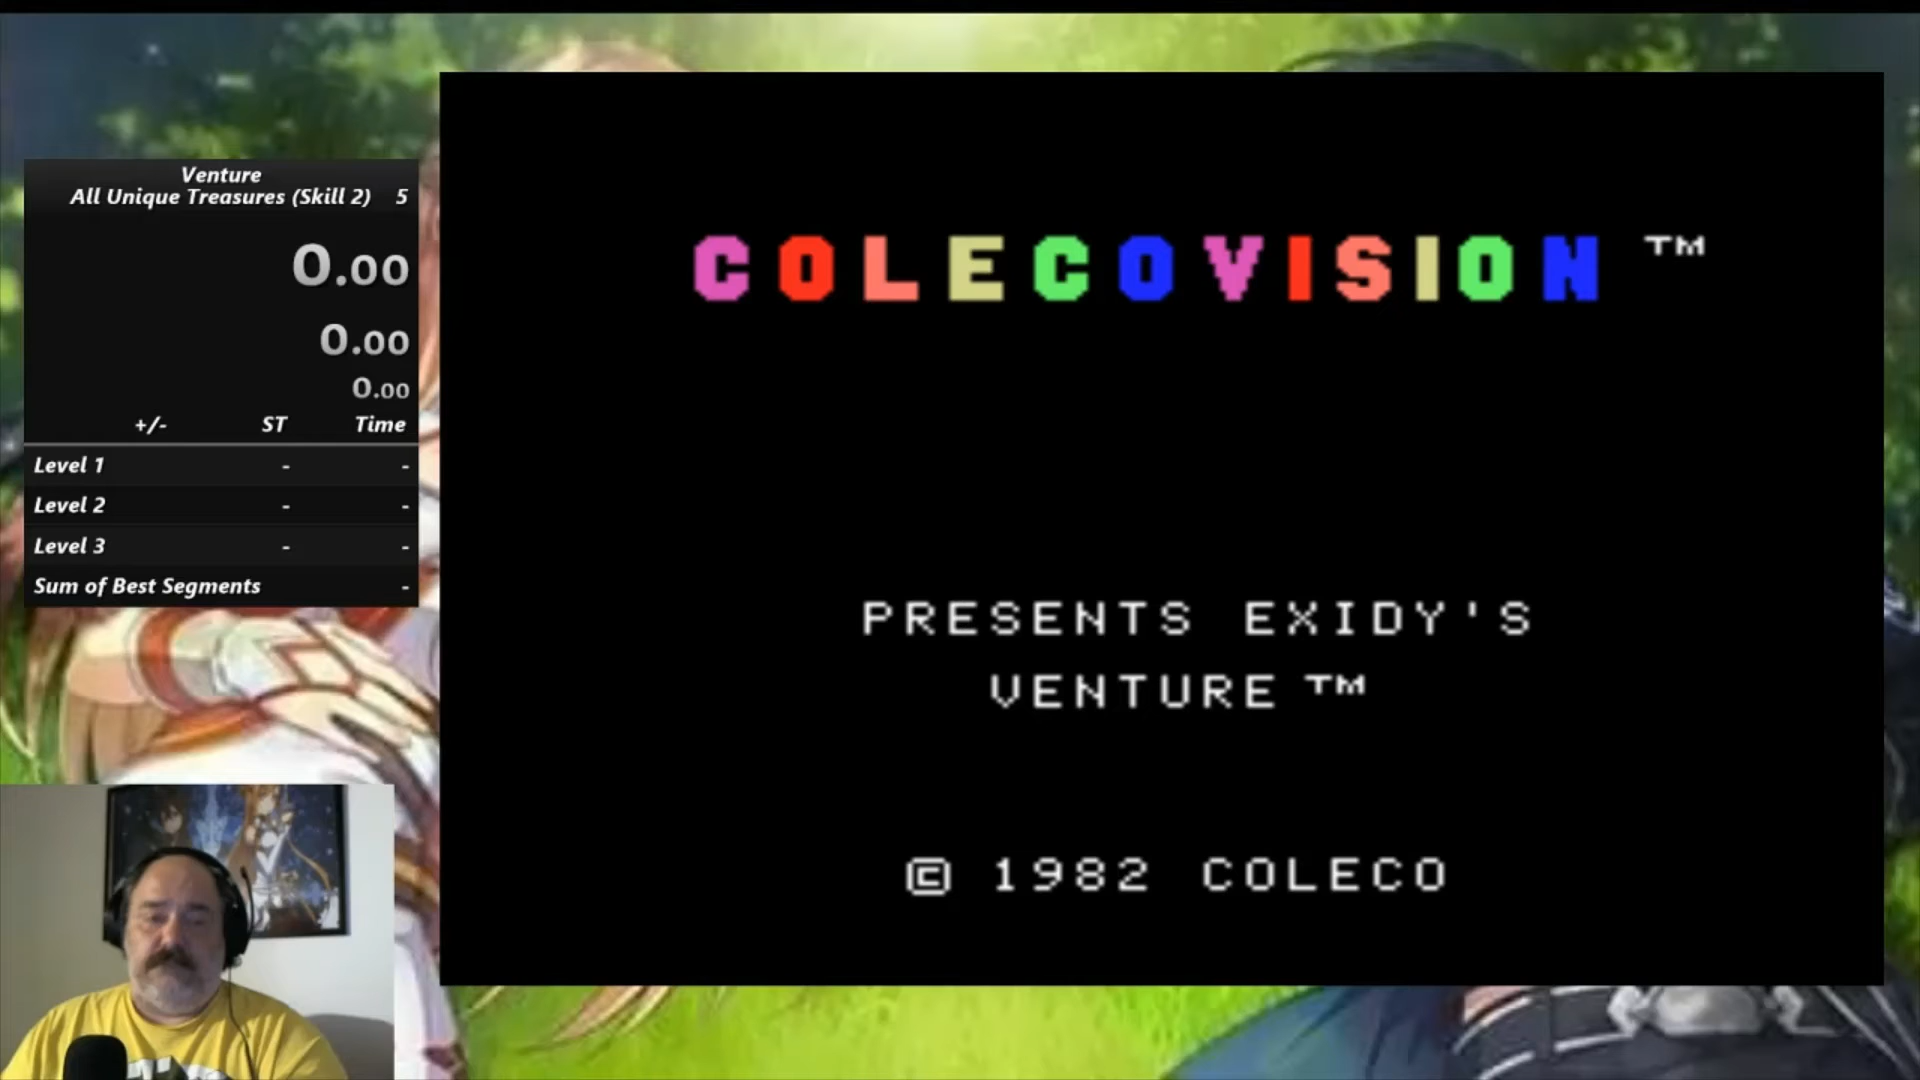 Venture
All Unique Treasures (Skill 2) 5
0.00
0.00
0.00
+/- ST Time
Level 1 - -
Level 2 - -
Level 3 - -
Sum of Best Segments -
COLECOVISION ™
PRESENTS EXIDY'S
VENTURE ™
© 1982 COLECO